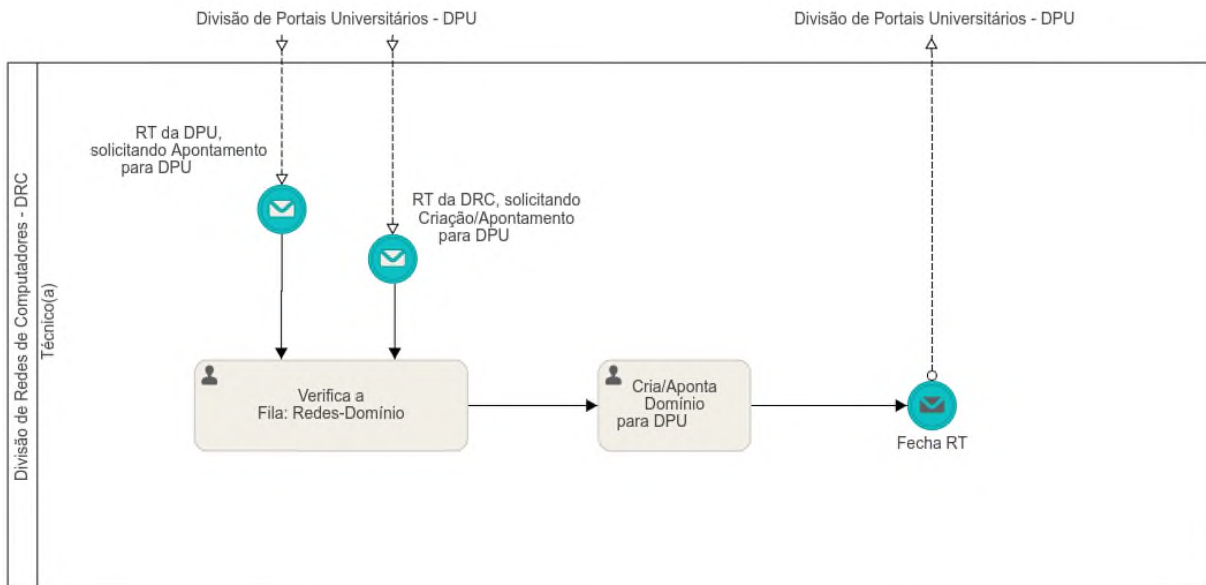 Divisão de Portais Universitários - DPU
Divisão de Portais Universitários - DPU
Divisão de Redes de Computadores - DRC
Técnico(a)
RT da DPU,
solicitando Apontamento
para DPU
RT da DRC, solicitando
Criação/Apontamento
para DPU
Verifica a
Fila: Redes-Domínio
Cria/Aponta
Domínio
para DPU
Fecha RT